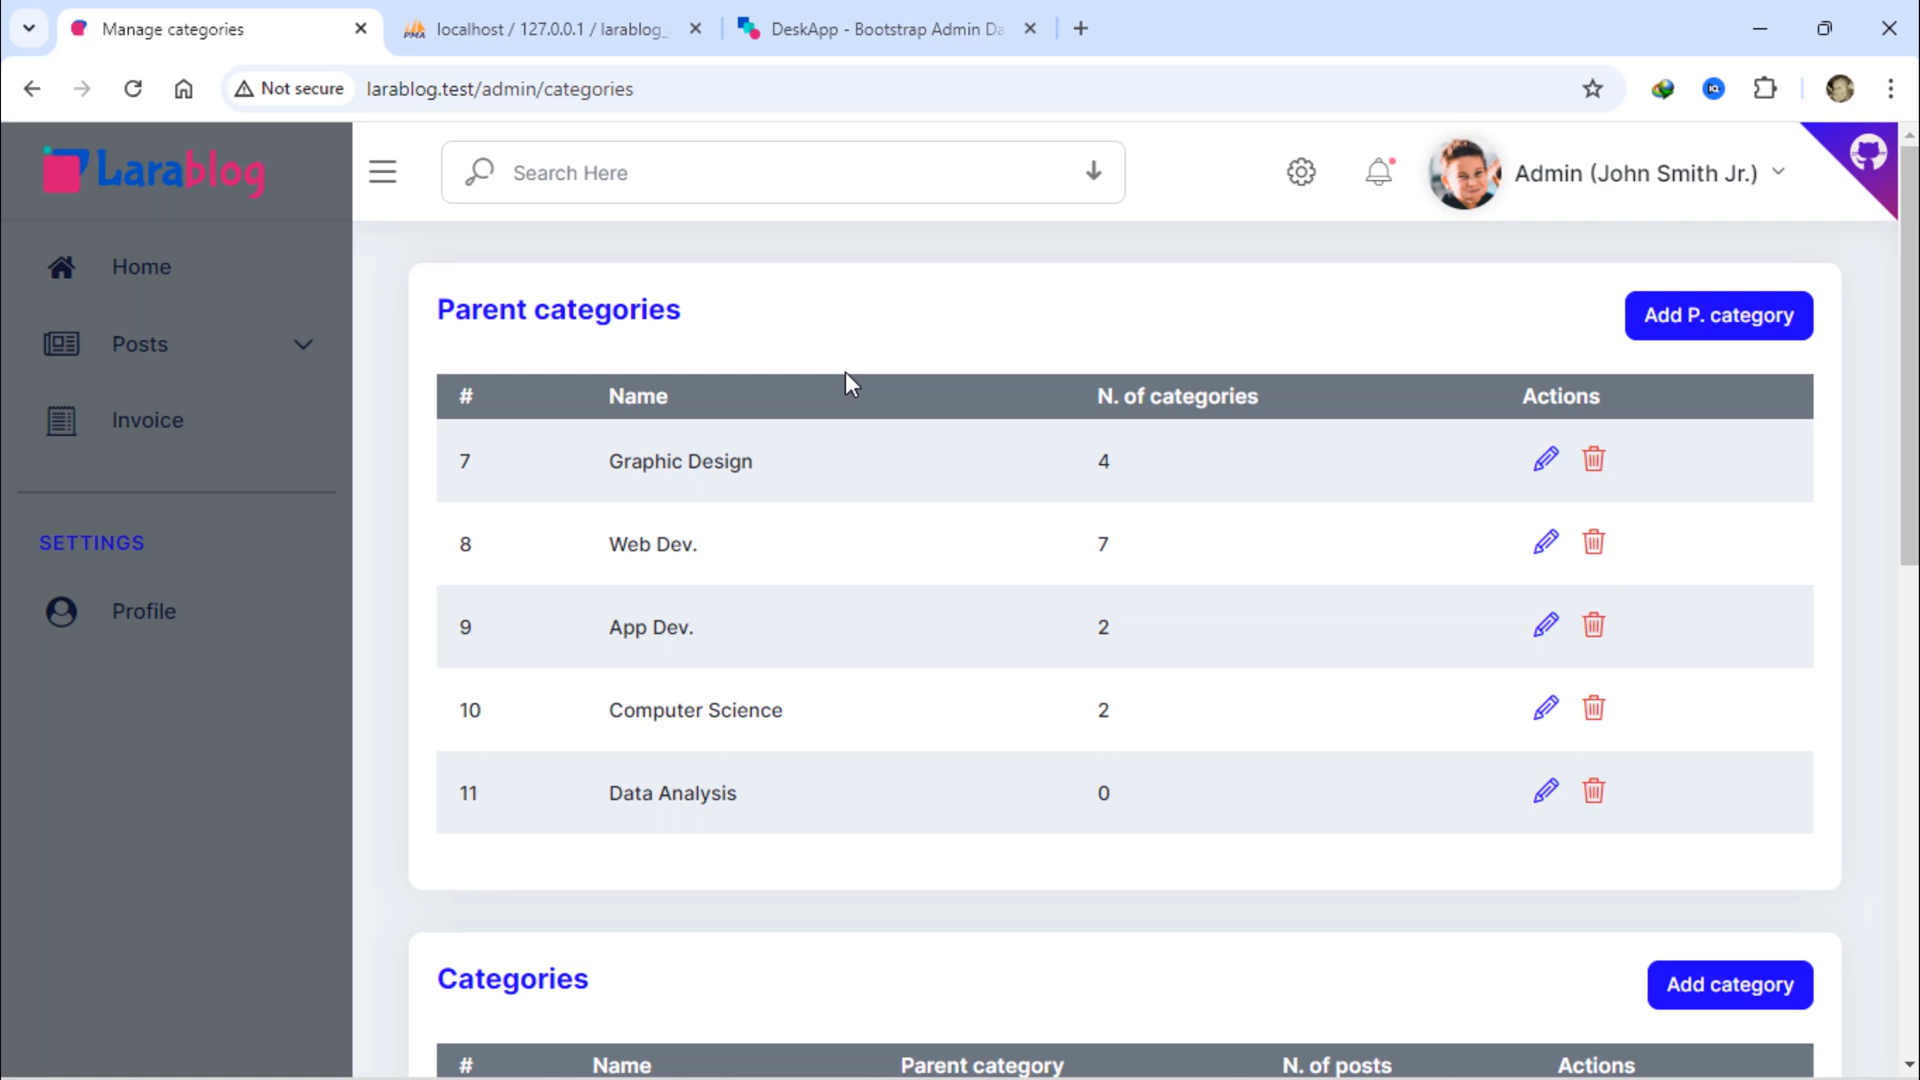 Manage categories
localhost / 127.0.0.1 / larablog_
DeskApp - Bootstrap Admin Da
Not secure
larablog.test/admin/categories
Larablog
Search Here
Admin (John Smith Jr.)
Home
Posts
Invoice
SETTINGS
Profile
Parent categories
Add P. category
# Name N. of categories Actions
7 Graphic Design 4
8 Web Dev. 7
9 App Dev. 2
10 Computer Science 2
11 Data Analysis 0
Categories
Add category
# Name Parent category N. of posts Actions